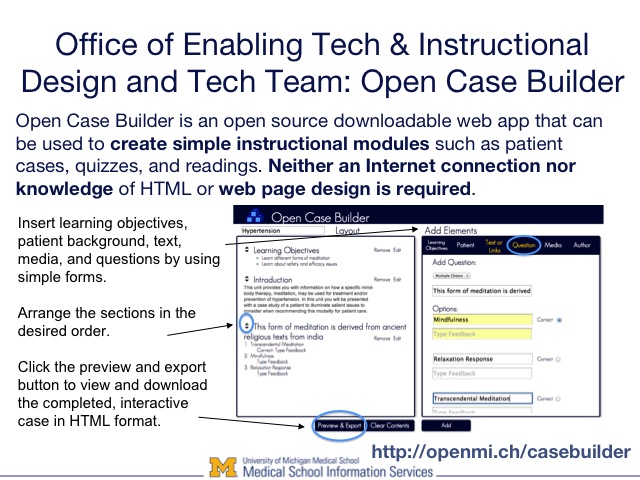 Office of Enabling Tech & Instructional
Design and Tech Team: Open Case Builder
Open Case Builder is an open source downloadable web app that can
be used to create simple instructional modules such as patient
cases, quizzes, and readings. Neither an Internet connection nor
knowledge of HTML or web page design is required.
Insert learning objectives,
patient background, text,
media, and questions by using
simple forms.
Arrange the sections in the
desired order.
Click the preview and export
button to view and download
the completed, interactive
case in HTML format.
Open Case Builder
Hypertension
Layout
Learning Objectives
Remove Edit
Learn different forms of meditation
Learn about safety and efficacy issues
Introduction
Remove Edit
This unit provides you with information on how a specific mind-
body therapy, meditation, may be used for treatment and/or
prevention of hypertension. In this unit you will be presented
with a case study of a patient to illustrate salient issues to
consider when recommending this modality for patient care.
This form of meditation is derived from ancient
religious texts from india
Remove Edit
1. Transcendental Meditation
Correct: Type Feedback
2. Mindfulness
Type Feedback
3. Relaxation Response
Type Feedback
Preview & Export
Clear Contents
Add Elements
Learning
Objectives
Patient
Text or
Links
Question
Media
Author
Add Question:
Multiple Choice
This form of meditation is derived
Options:
Mindfulness
Correct
Type Feedback
Relaxation Response
Correct
Type Feedback
Transcendental Meditation
Correct
Add
http://openmi.ch/casebuilder
M
University of Michigan Medical School
Medical School Information Services